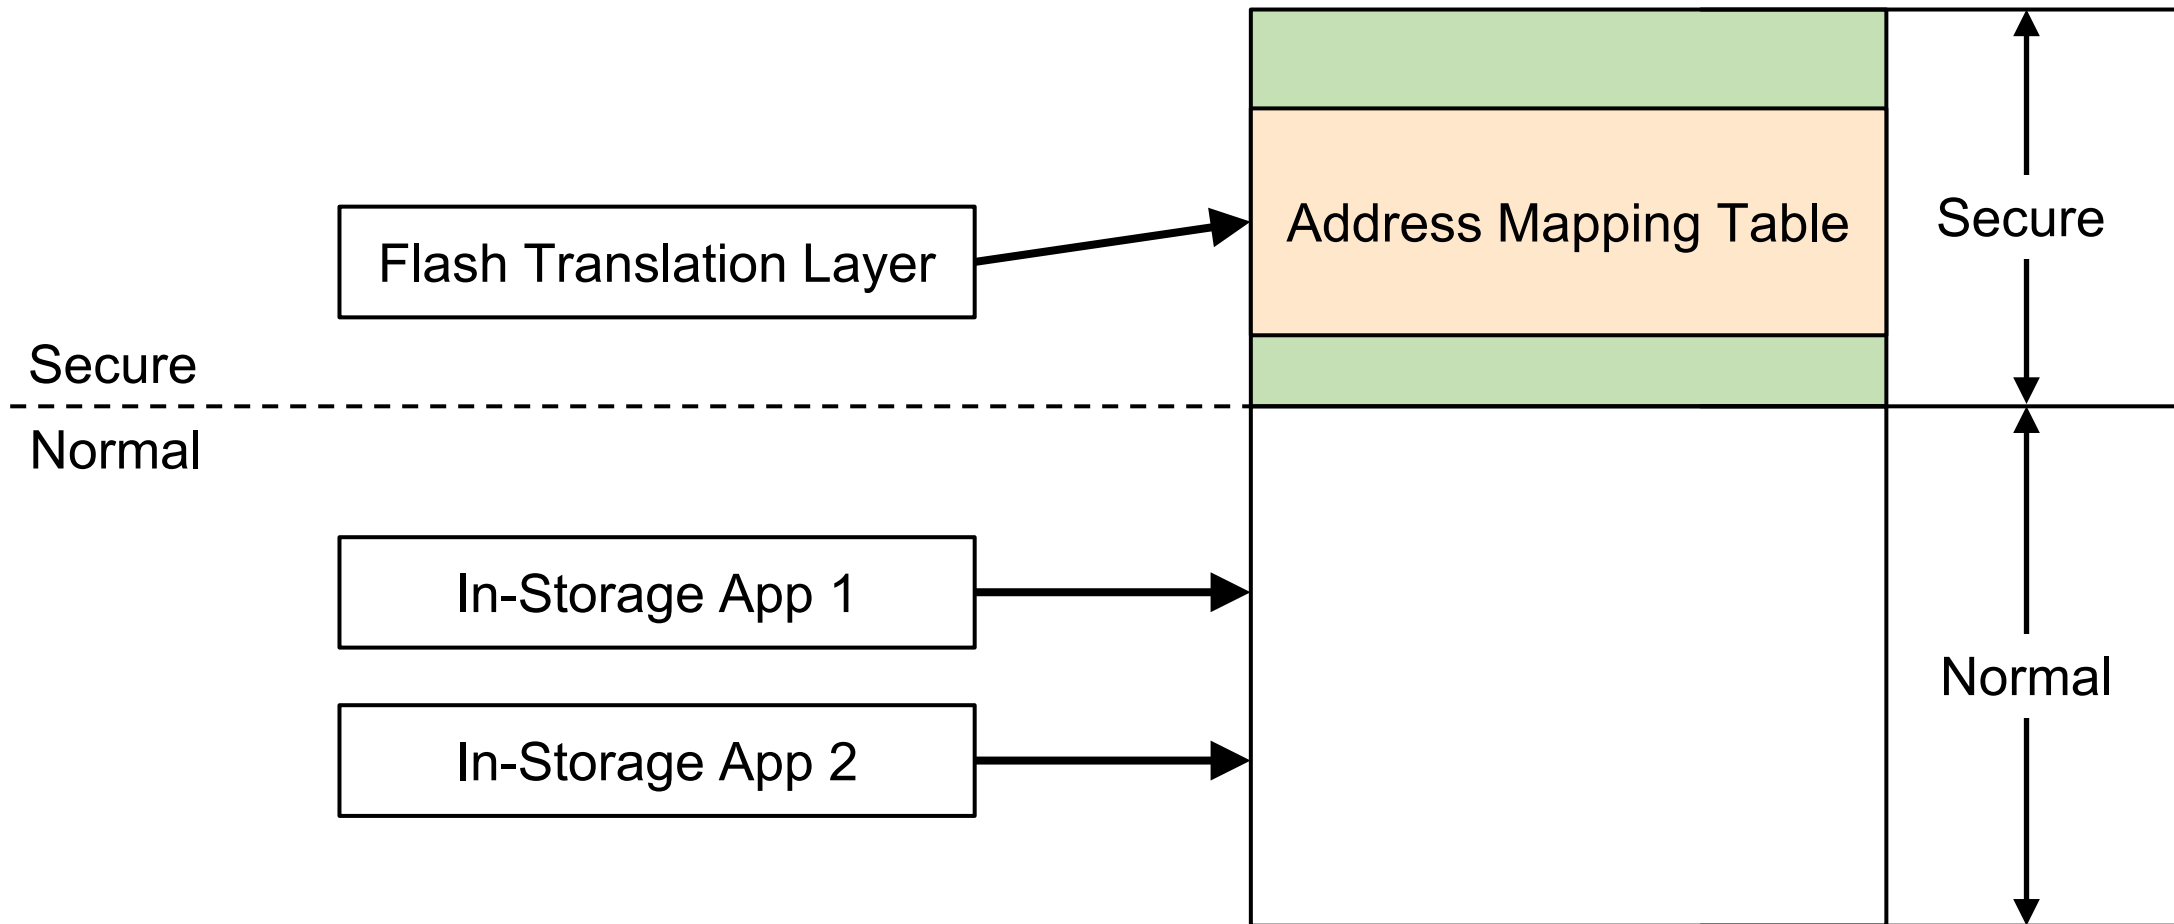 Address Mapping Table
Secure
Flash Translation Layer
Secure
Normal
In-Storage App 1
Normal
In-Storage App 2